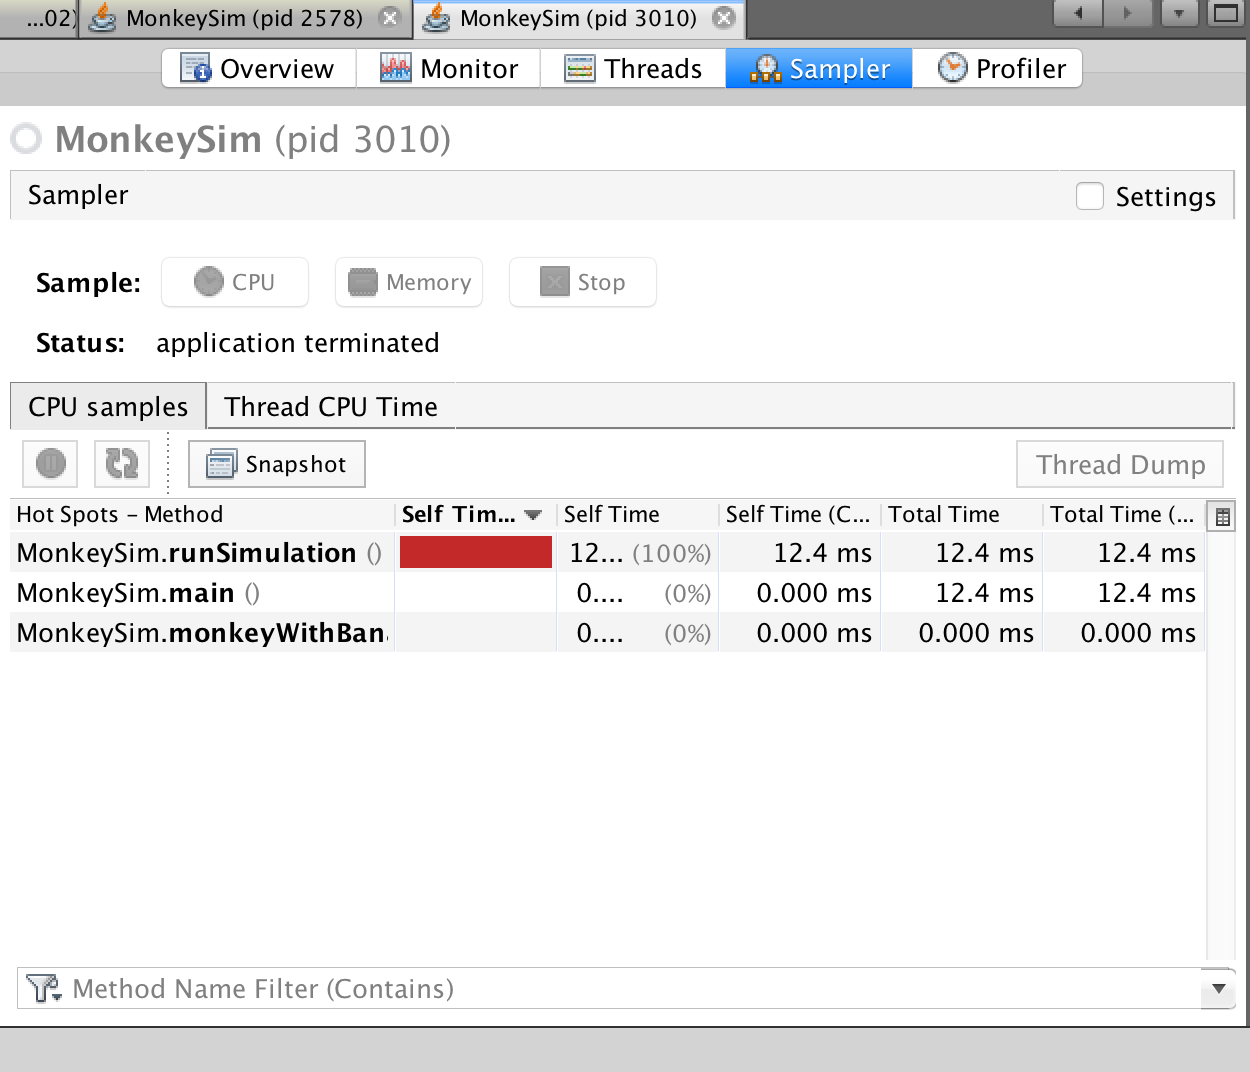 ...02) MonkeySim (pid 2578) MonkeySim (pid 3010)
Overview Monitor Threads Sampler Profiler
MonkeySim (pid 3010)
Sampler Settings
Sample: CPU Memory Stop
Status: application terminated
CPU samples Thread CPU Time
Snapshot Thread Dump
Hot Spots – Method Self Tim... Self Time Self Time (C... Total Time Total Time (...
MonkeySim.runSimulation () 12... (100%) 12.4 ms 12.4 ms 12.4 ms
MonkeySim.main () 0.... (0%) 0.000 ms 12.4 ms 12.4 ms
MonkeySim.monkeyWithBan 0.... (0%) 0.000 ms 0.000 ms 0.000 ms
Method Name Filter (Contains)